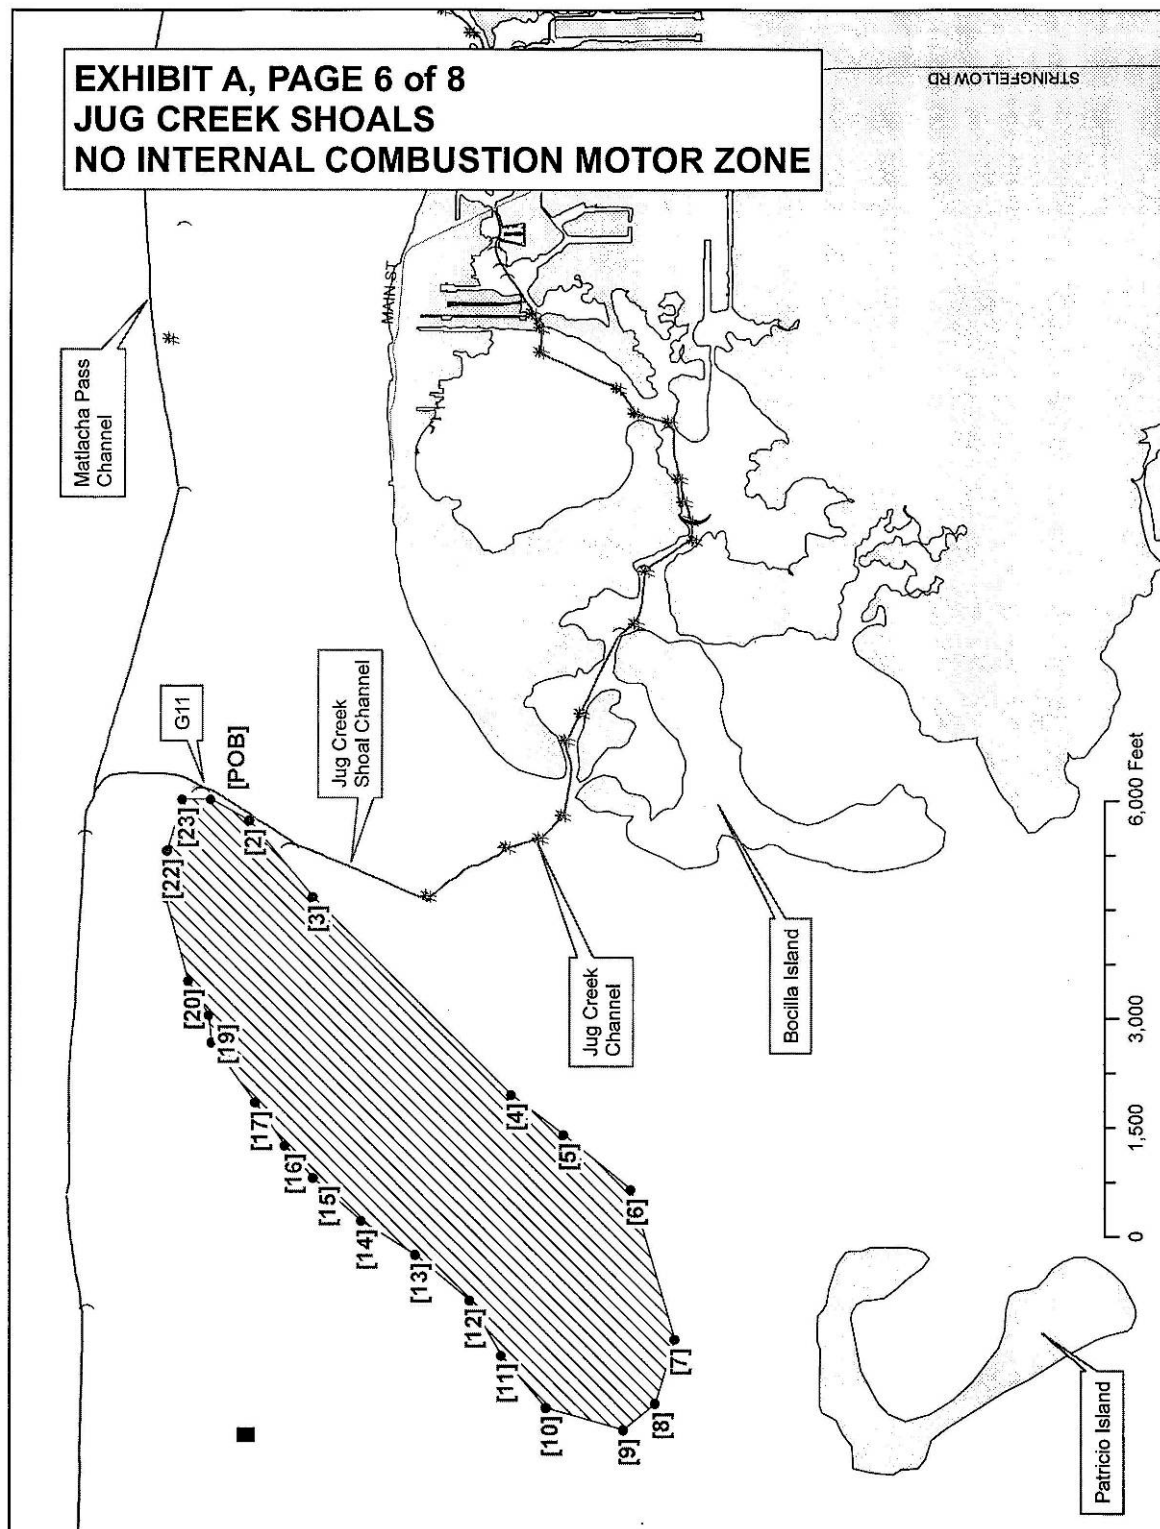 EXHIBIT A, PAGE 6 of 8
JUG CREEK SHOALS
NO INTERNAL COMBUSTION MOTOR ZONE
STRINGFELLOW RD
MAIN ST
Matlacha Pass
Channel
G11
[POB]
Jug Creek
Shoal Channel
[23]
[22]
[2]
[3]
[20]
[19]
[17]
[16]
[15]
[14]
[13]
[12]
[11]
[10]
[9]
[8]
[7]
[6]
[5]
[4]
Jug Creek
Channel
Bocilla Island
Patricio Island
0
1,500
3,000
6,000 Feet